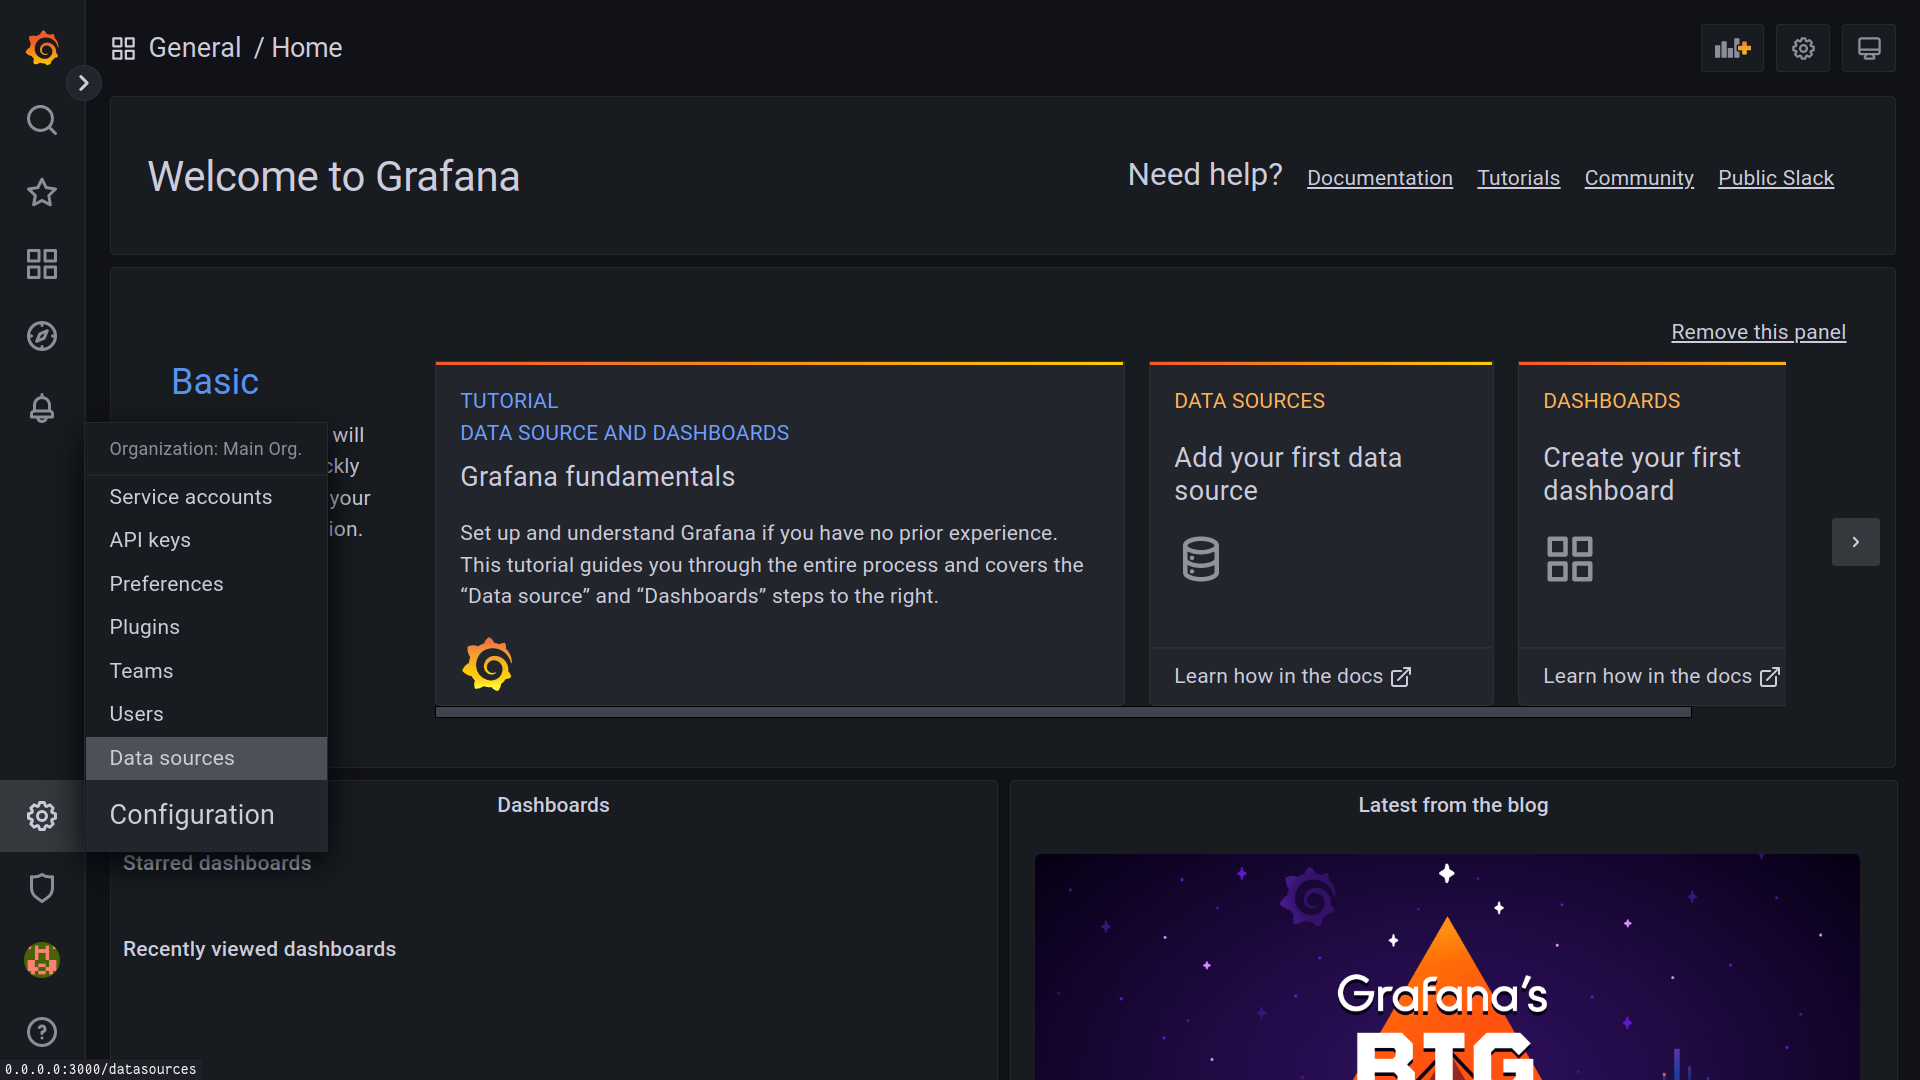 General / Home
Welcome to Grafana
Need help? Documentation Tutorials Community Public Slack
Remove this panel
Basic
will
ckly
your
ion.
TUTORIAL
DATA SOURCE AND DASHBOARDS
Grafana fundamentals
Set up and understand Grafana if you have no prior experience.
This tutorial guides you through the entire process and covers the
“Data source” and “Dashboards” steps to the right.
DATA SOURCES
Add your first data
source
Learn how in the docs
DASHBOARDS
Create your first
dashboard
Learn how in the docs
Organization: Main Org.
Service accounts
API keys
Preferences
Plugins
Teams
Users
Data sources
Configuration
Dashboards
Starred dashboards
Recently viewed dashboards
Latest from the blog
Grafana's
BIG
0.0.0.0:3000/datasources